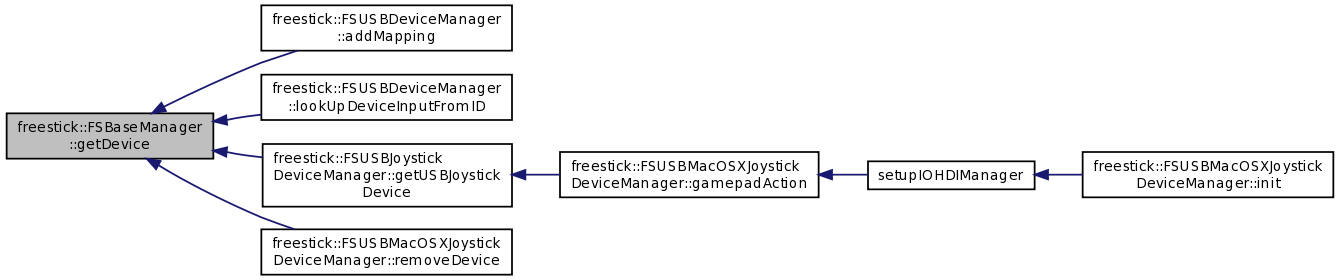 freestick::FSUSBDeviceManager
::addMapping
freestick::FSUSBDeviceManager
::lookUpDeviceInputFromID
freestick::FSBaseManager
::getDevice
freestick::FSUSBJoystick
DeviceManager::getUSBJoystick
Device
freestick::FSUSBMacOSXJoystick
DeviceManager::gamepadAction
setupIOHDIManager
freestick::FSUSBMacOSXJoystick
DeviceManager::init
freestick::FSUSBMacOSXJoystick
DeviceManager::removeDevice